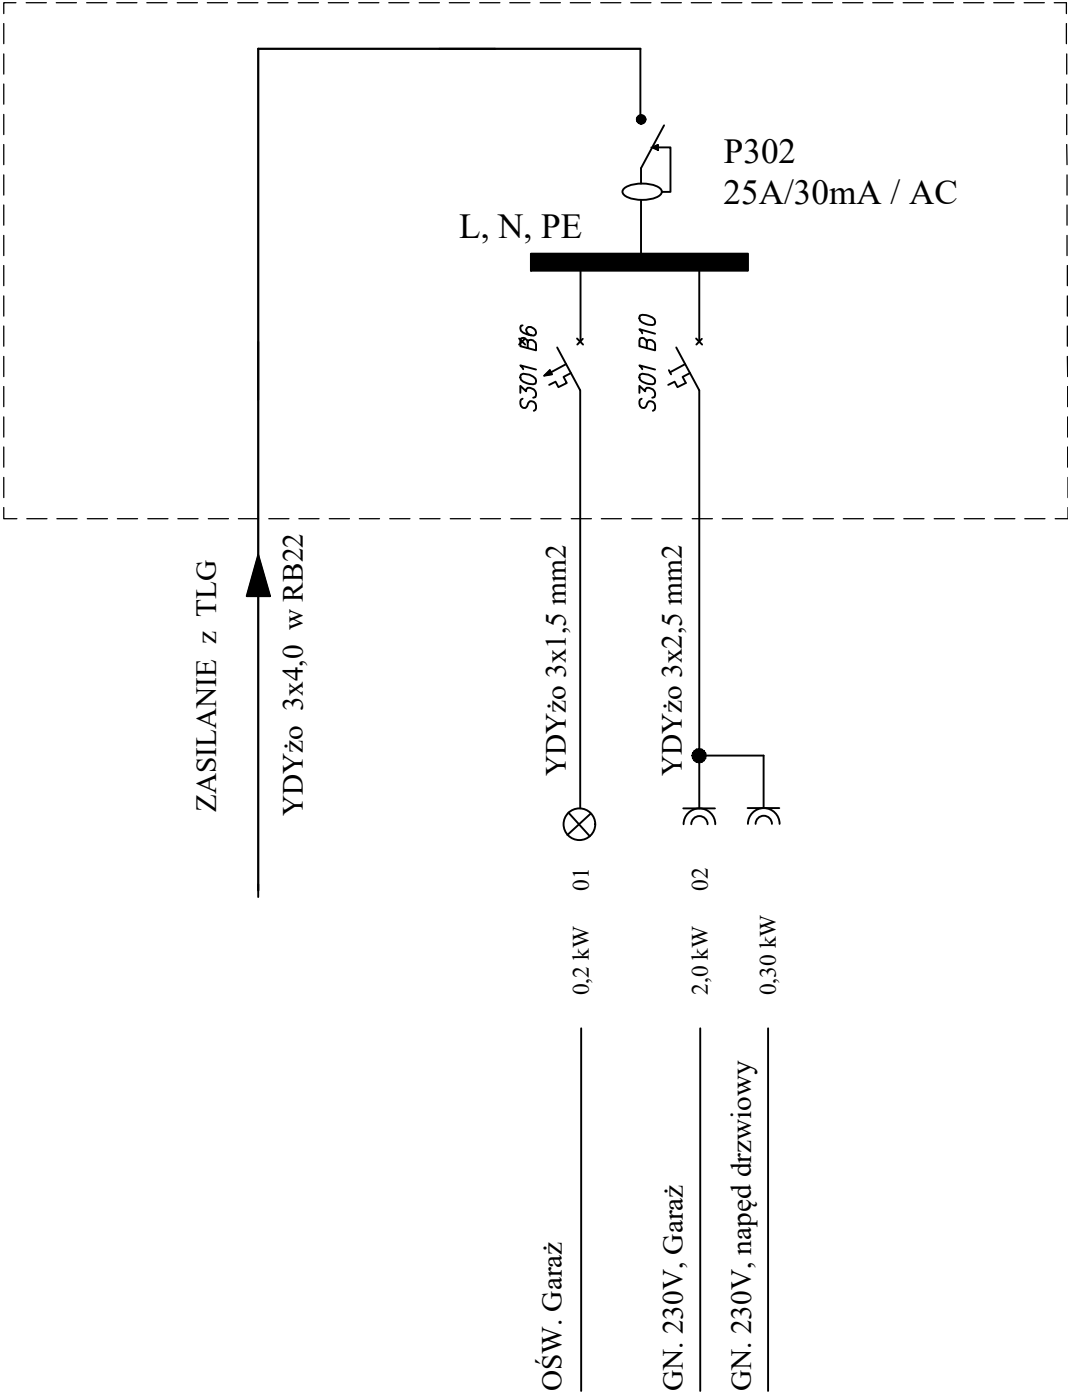 P302
25A/30mA / AC
L, N, PE
S301 B6
S301 B10
ZASILANIE z TLG
YDYżo 3x4,0 w RB22
YDYżo 3x1,5 mm2
YDYżo 3x2,5 mm2
01
02
0,2 kW
2,0 kW
0,30 kW
OŚW. Garaż
GN. 230V, Garaż
GN. 230V, napęd drzwiowy